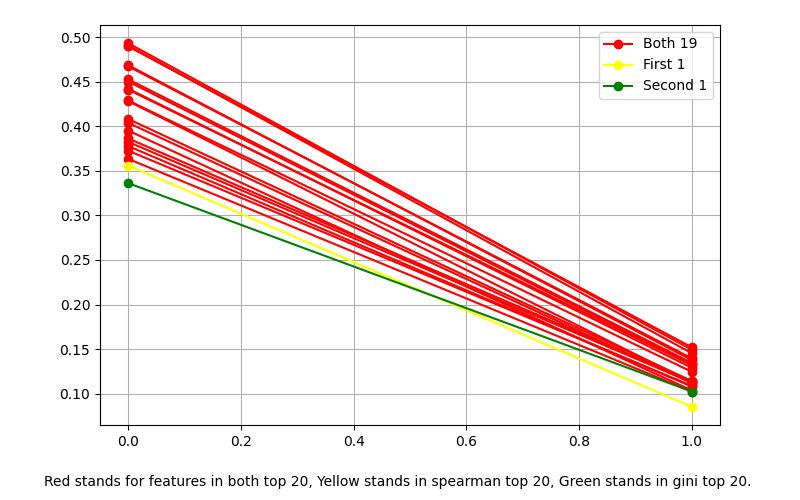 0.50
0.45
0.40
0.35
0.30
0.25
0.20
0.15
0.10
Both 19
First 1
Second 1
0.0 0.2 0.4 0.6 0.8 1.0
Red stands for features in both top 20, Yellow stands in spearman top 20, Green stands in gini top 20.